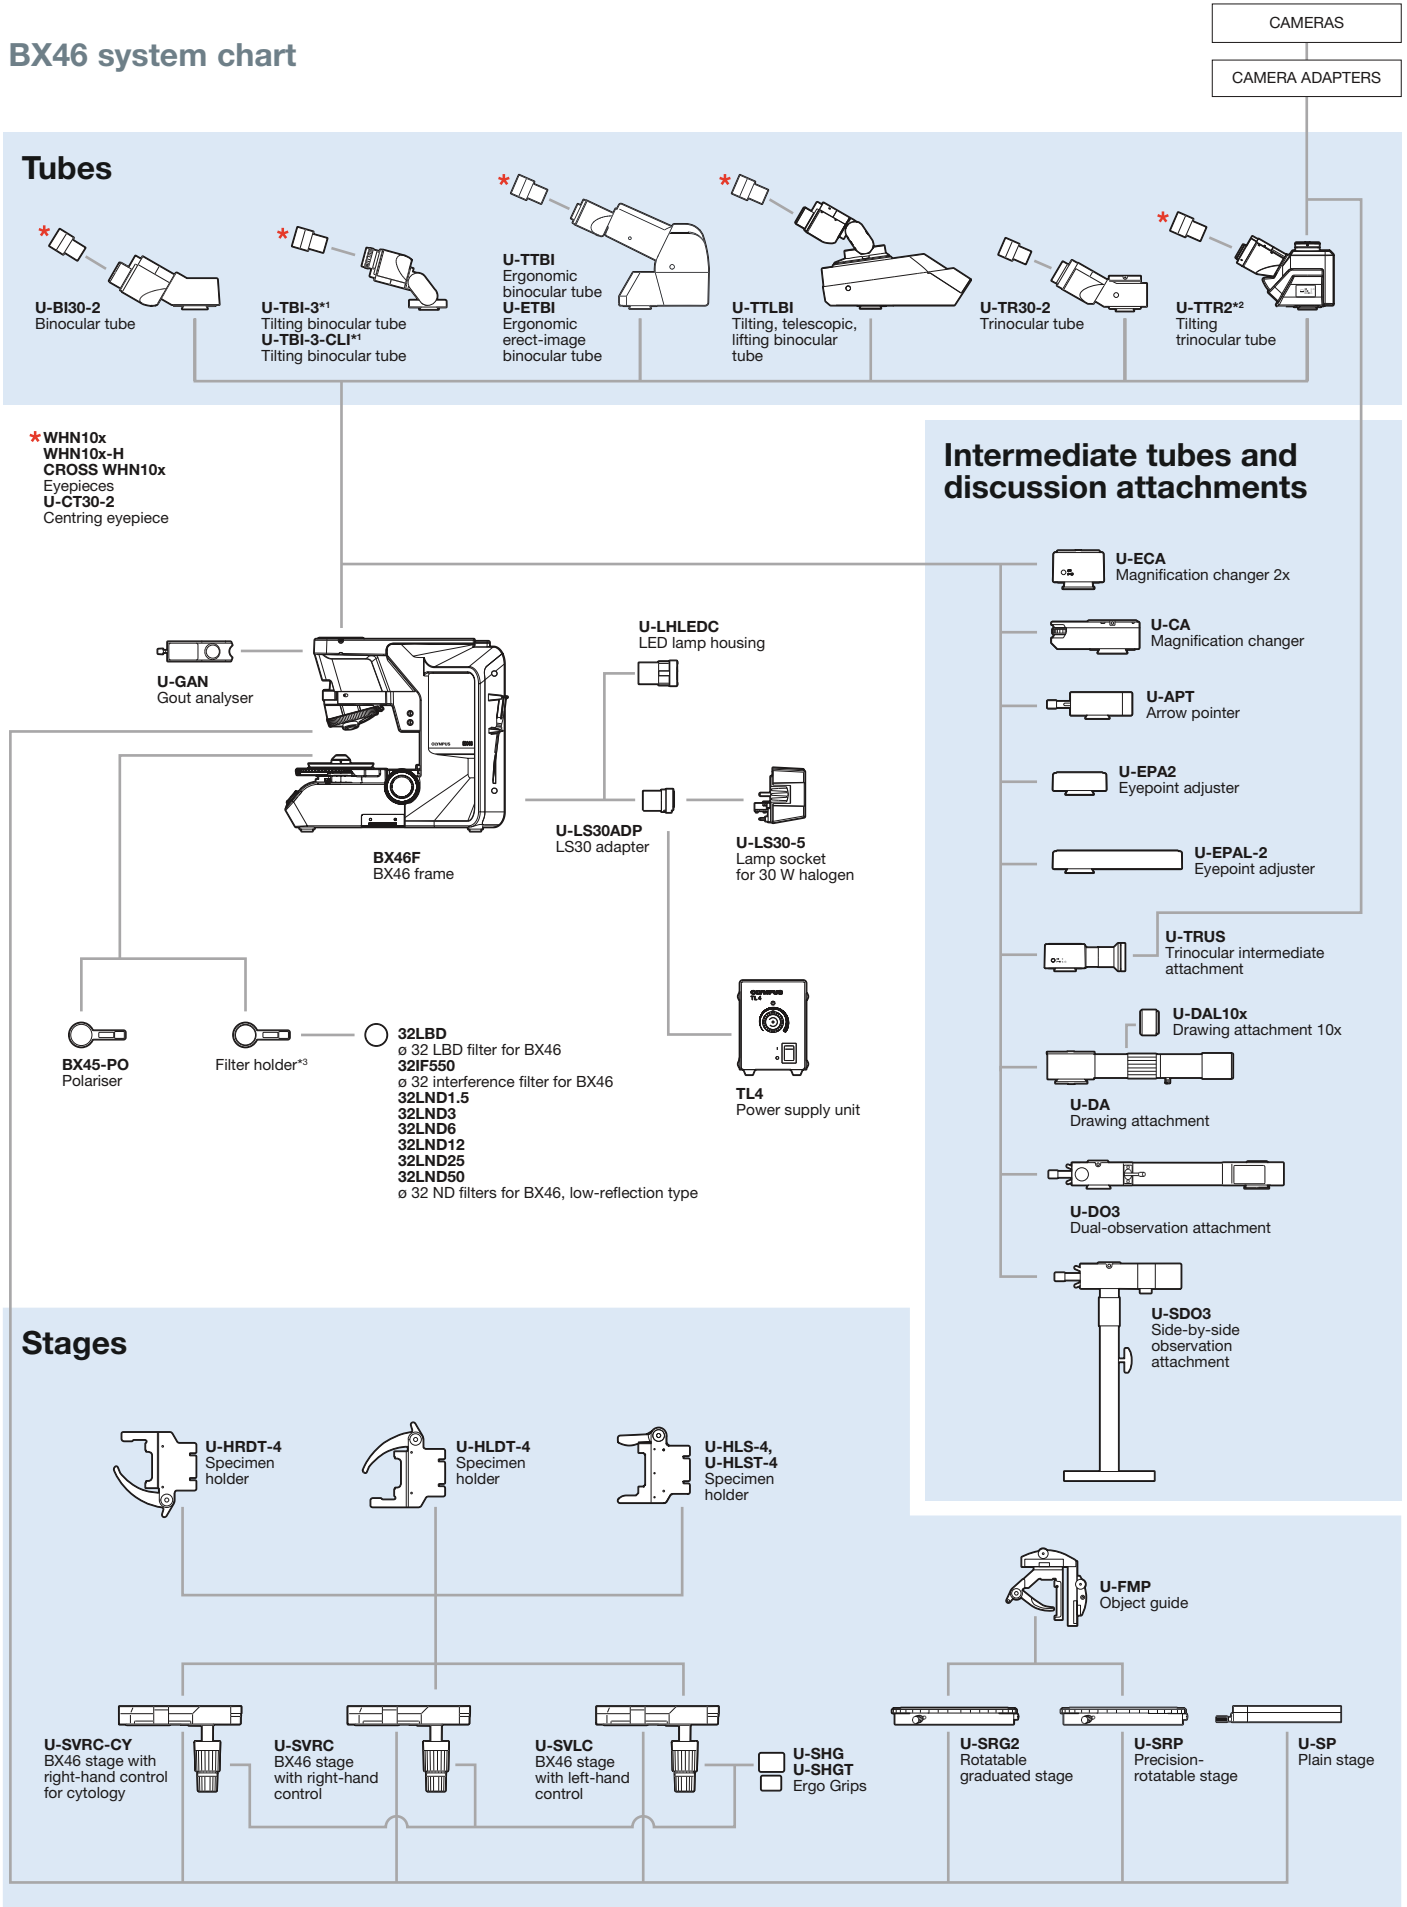 CAMERAS
BX46 system chart
CAMERA ADAPTERS
Tubes
*
U-BI30-2
Binocular tube
*
U-TBI-3*1
Tilting binocular tube
U-TBI-3-CLI*1
Tilting binocular tube
*
U-TTBI
Ergonomic
binocular tube
U-ETBI
Ergonomic
erect-image
binocular tube
*
U-TTLBI
Tilting, telescopic,
lifting binocular
tube
U-TR30-2
Trinocular tube
*
U-TTR2*2
Tilting
trinocular tube
*WHN10x
WHN10x-H
CROSS WHN10x
Eyepieces
U-CT30-2
Centring eyepiece
Intermediate tubes and
discussion attachments
U-ECA
Magnification changer 2x
U-CA
Magnification changer
U-APT
Arrow pointer
U-EPA2
Eyepoint adjuster
U-EPAL-2
Eyepoint adjuster
U-TRUS
Trinocular intermediate
attachment
U-DAL10x
Drawing attachment 10x
U-DA
Drawing attachment
U-DO3
Dual-observation attachment
U-SDO3
Side-by-side
observation
attachment
U-GAN
Gout analyser
U-LHLEDC
LED lamp housing
OLYMPUS
BX46F
BX46 frame
U-LS30ADP
LS30 adapter
U-LS30-5
Lamp socket
for 30 W halogen
OLYMPUS
TL4
TL4
Power supply unit
BX45-PO
Polariser
Filter holder*3
32LBD
ø 32 LBD filter for BX46
32IF550
ø 32 interference filter for BX46
32LND1.5
32LND3
32LND6
32LND12
32LND25
32LND50
ø 32 ND filters for BX46, low-reflection type
Stages
U-HRDT-4
Specimen
holder
U-HLDT-4
Specimen
holder
U-HLS-4,
U-HLST-4
Specimen
holder
U-FMP
Object guide
U-SVRC-CY
BX46 stage with
right-hand control
for cytology
U-SVRC
BX46 stage
with right-hand
control
U-SVLC
BX46 stage
with left-hand
control
U-SHG
U-SHGT
Ergo Grips
U-SRG2
Rotatable
graduated stage
U-SRP
Precision-
rotatable stage
U-SP
Plain stage